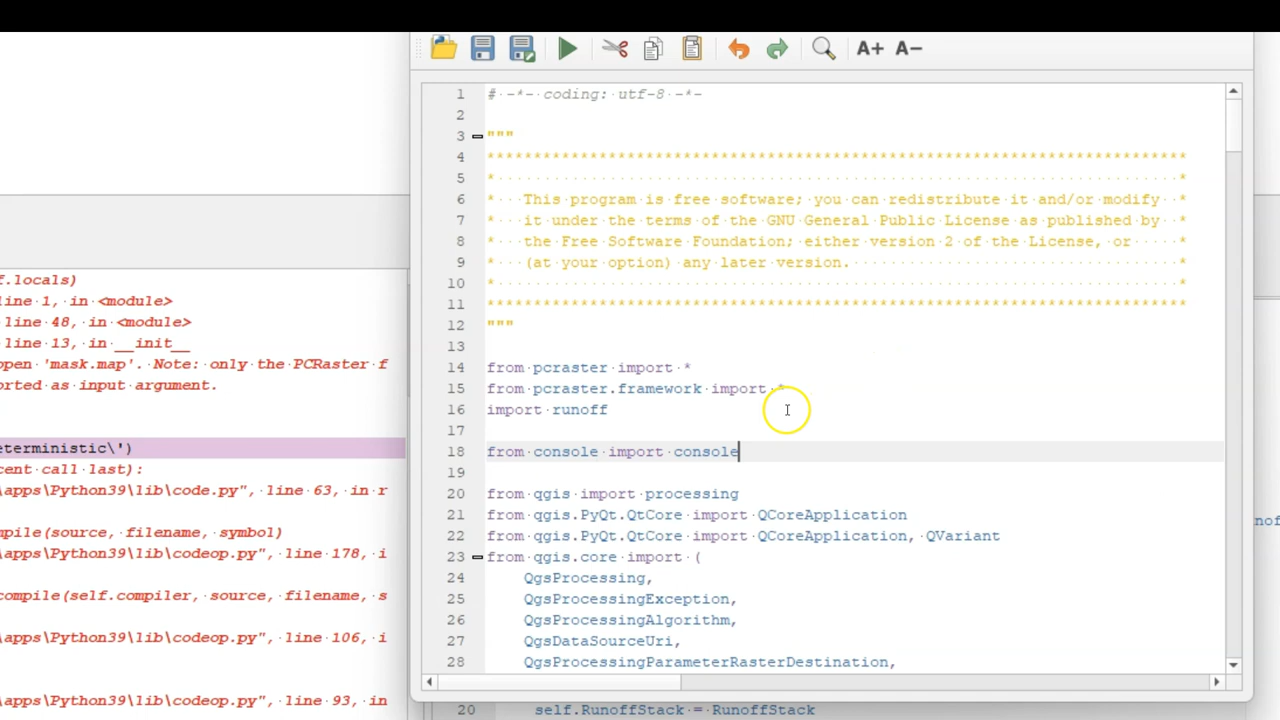 A+ A-
1 # -*- coding: utf-8 -*-
2
3 """
4 ***************************************************************************
5 * *
6 * This program is free software; you can redistribute it and/or modify *
7 * it under the terms of the GNU General Public License as published by *
8 * the Free Software Foundation; either version 2 of the License, or *
9 * (at your option) any later version. *
10 * *
11 ***************************************************************************
12 """
13
14 from pcraster import *
15 from pcraster.framework import *
16 import runoff
17
18 from console import console
19
20 from qgis import processing
21 from qgis.PyQt.QtCore import QCoreApplication
22 from qgis.PyQt.QtCore import QCoreApplication, QVariant
23 from qgis.core import (
24 QgsProcessing,
25 QgsProcessingException,
26 QgsProcessingAlgorithm,
27 QgsDataSourceUri,
28 QgsProcessingParameterRasterDestination,
f.locals)
line 1, in <module>
line 48, in <module>
line 13, in __init__
open 'mask.map'. Note: only the PCRaster f
orted as input argument.
eterministic\')
cent call last):
\apps\Python39\lib\code.py", line 63, in r
mpile(source, filename, symbol)
\apps\Python39\lib\codeop.py", line 178, i
compile(self.compiler, source, filename, s
\apps\Python39\lib\codeop.py", line 106, i
\apps\Python39\lib\codeop.py", line 93, in
20 self.RunoffStack = RunoffStack
nof